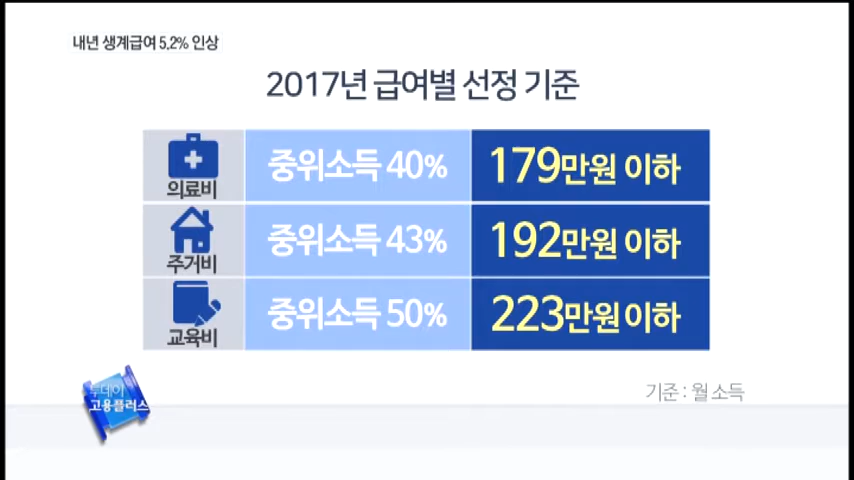 내년 생계급여 5.2% 인상
2017년 급여별 선정 기준
의료비 중위소득 40% 179만원 이하
주거비 중위소득 43% 192만원 이하
교육비 중위소득 50% 223만원 이하
기준 : 월 소득
투데이
고용플러스